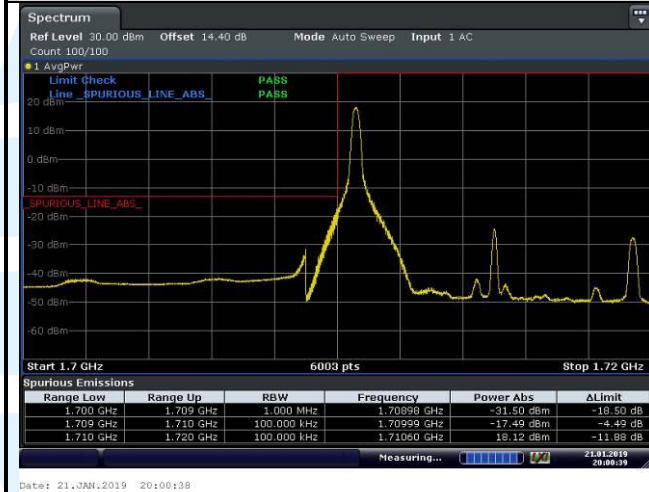 Spectrum
Ref Level 30.00 dBm Offset 14.40 dB Mode Auto Sweep Input 1 AC
Count 100/100
1 AvgPwr
Limit Check PASS
Line _SPURIOUS_LINE_ABS_ PASS
20 dBm
10 dBm
0 dBm
-10 dBm
_SPURIOUS_LINE_ABS_
-20 dBm
-30 dBm
-40 dBm
-50 dBm
-60 dBm
Start 1.7 GHz 6003 pts Stop 1.72 GHz
Spurious Emissions
Range Low Range Up RBW Frequency Power Abs ΔLimit
1.700 GHz 1.709 GHz 1.000 MHz 1.70898 GHz -31.50 dBm -18.50 dB
1.709 GHz 1.710 GHz 100.000 kHz 1.70999 GHz -17.49 dBm -4.49 dB
1.710 GHz 1.720 GHz 100.000 kHz 1.71060 GHz 18.12 dBm -11.88 dB
Measuring... 21.01.2019
20:00:39
Date: 21.JAN.2019 20:00:38